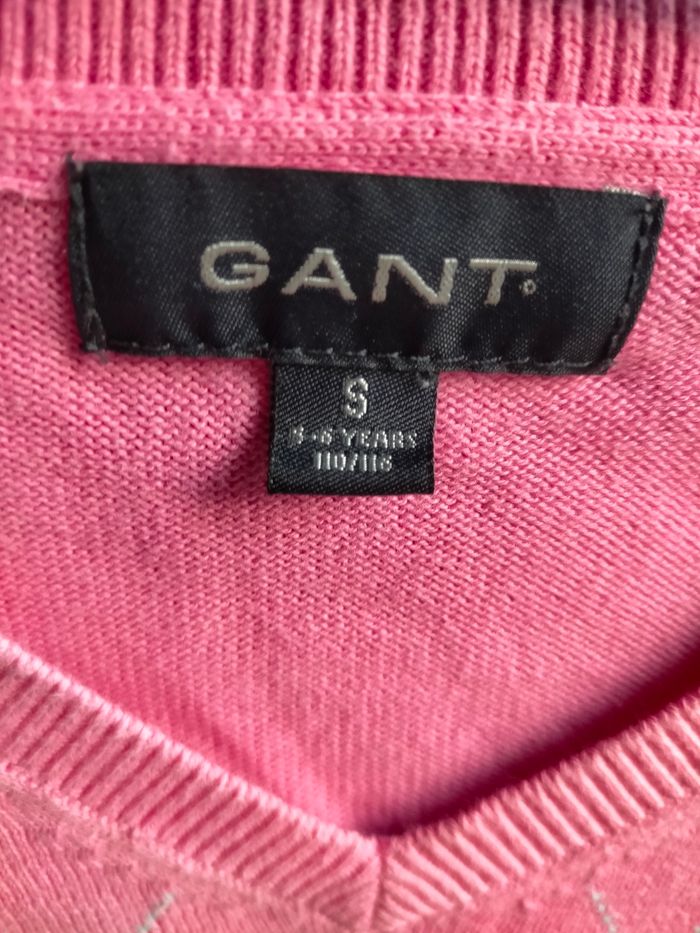 GANT
S
5-6 YEARS
110/116